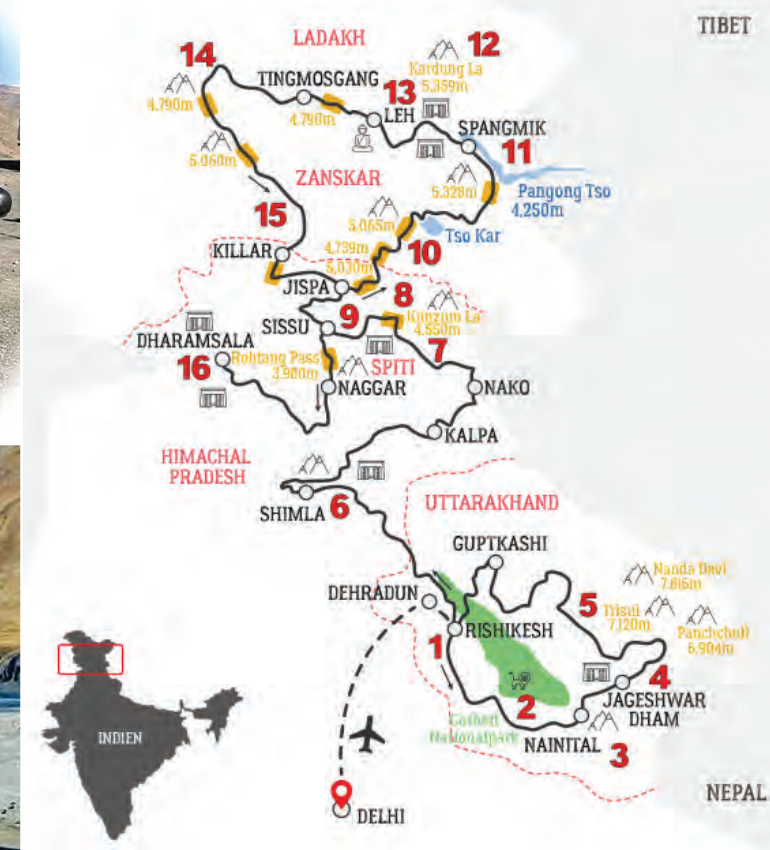 TIBET
LADAKH
14
12
Kardung La
5.359m
TINGMOSGANG
13
4.790m
4.790m
LEH
SPANGMIK
11
5.060m
ZANSKAR
5.328m
Pangong Tso
4.250m
15
5.065m
Tso Kar
4.739m
10
KILLAR
5.030m
JISPA
8
9
Kunzum La
4.550m
SISSU
DHARAMSALA
7
Rohtang Pass
3.900m
16
SPITI
NAGGAR
NAKO
KALPA
HIMACHAL
PRADESH
SHIMLA
6
UTTARAKHAND
GUPTKASHI
Nanda Devi
7.816m
DEHRADUN
5
Trisul
7.120m
Panchchuli
6.904m
1
RISHIKESH
4
2
JAGESHWAR
DHAM
Nationalpark
NAINITAL
3
INDIEN
NEPAL
DELHI